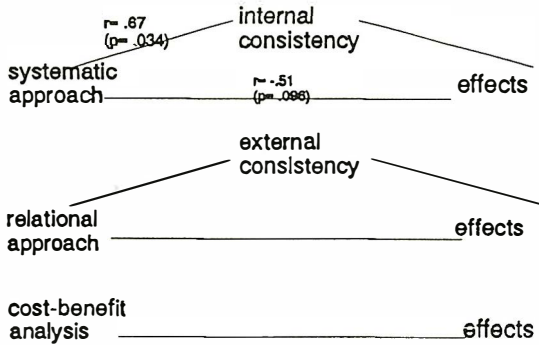 r= .67
(p= .034)
internal
consistency
systematic
approach
r= -.51
(p= .096)
effects
external
consistency
relational
approach
effects
cost-benefit
analysis
effects